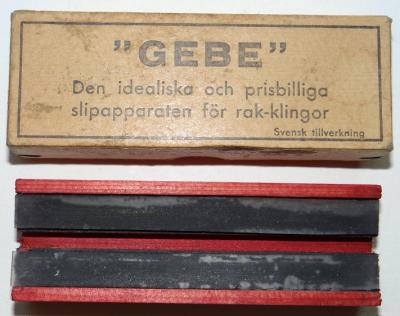 "GEBE"
Den idealiska och prisbilliga
slipapparaten för rak-klingor
Svensk tillverkning